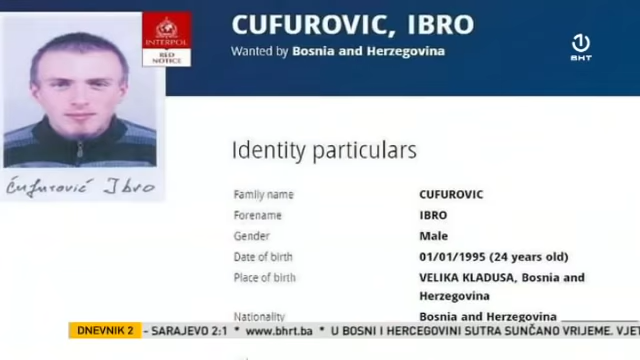 CUFUROVIC, IBRO
Wanted by Bosnia and Herzegovina
INTERPOL
RED
NOTICE
1
BHT
Ćufurović Ibro
Identity particulars
Family name CUFUROVIC
Forename IBRO
Gender Male
Date of birth 01/01/1995 (24 years old)
Place of birth VELIKA KLADUSA, Bosnia and
Herzegovina
Nationality Bosnia and Herzegovina
DNEVNIK 2 - SARAJEVO 2:1 * www.bhrt.ba * U BOSNI I HERCEGOVINI SUTRA SUNČANO VRIJEME. VJET